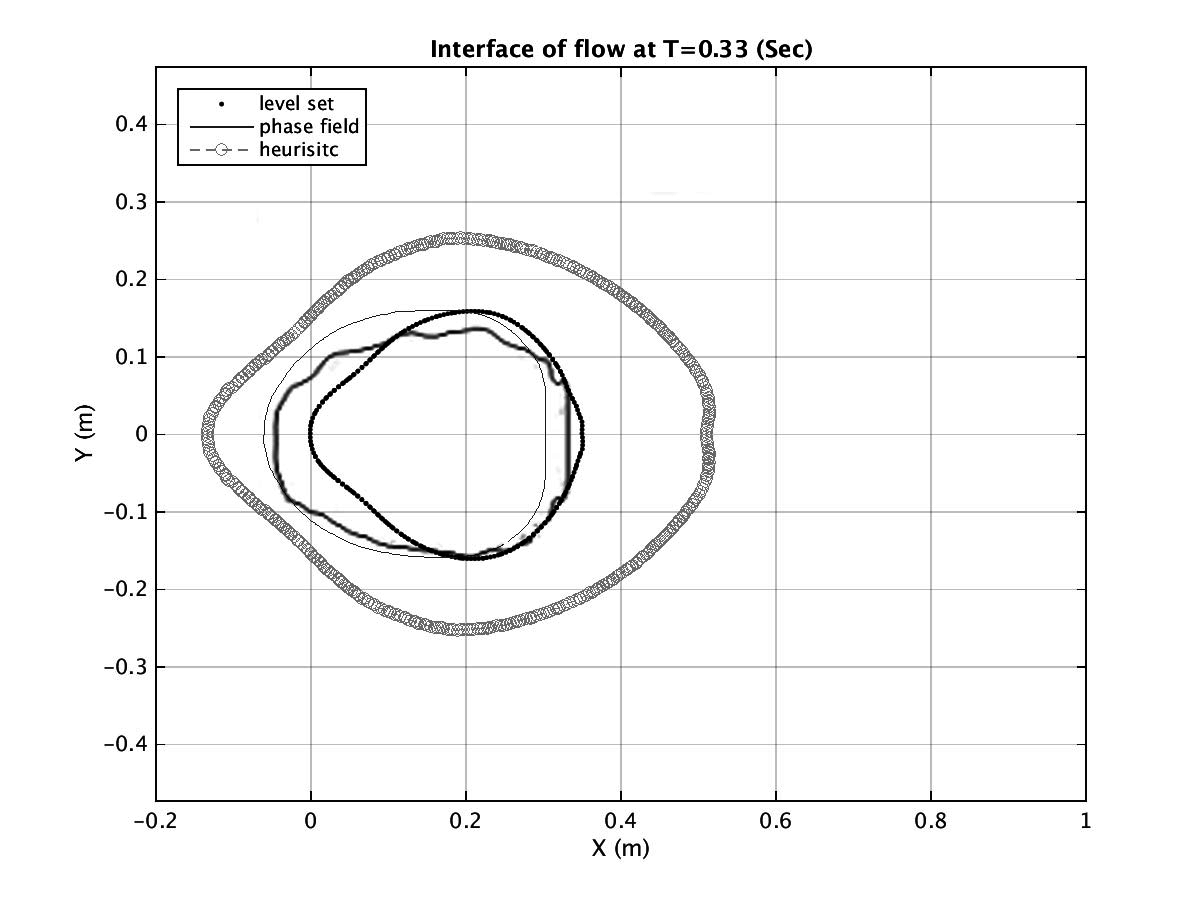 Interface of flow at T=0.33 (Sec)
level set
phase field
heurisitc
0.4
0.3
0.2
0.1
0
−0.1
−0.2
−0.3
−0.4
Y (m)
−0.2 0 0.2 0.4 0.6 0.8 1
X (m)